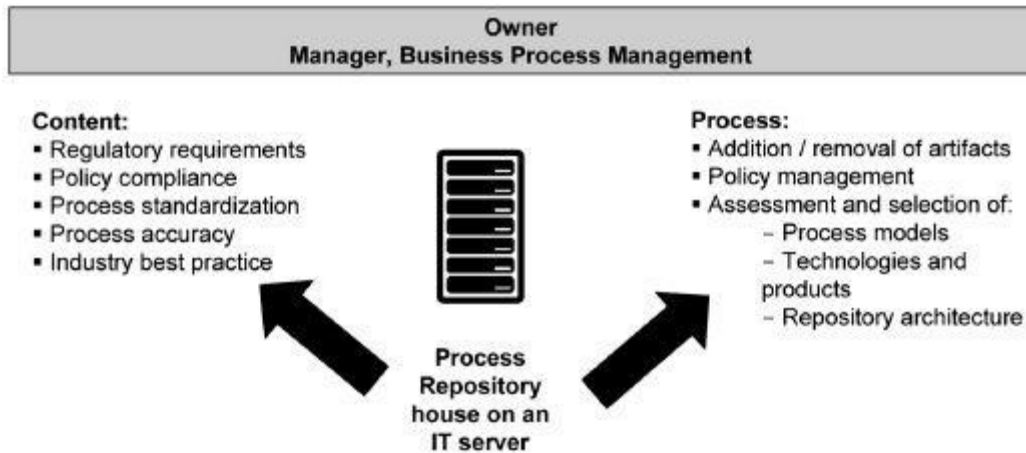 Owner
Manager, Business Process Management
Content:
▪ Regulatory requirements
▪ Policy compliance
▪ Process standardization
▪ Process accuracy
▪ Industry best practice
Process:
▪ Addition / removal of artifacts
▪ Policy management
▪ Assessment and selection of:
– Process models
– Technologies and
products
– Repository architecture
Process
Repository
house on an
IT server